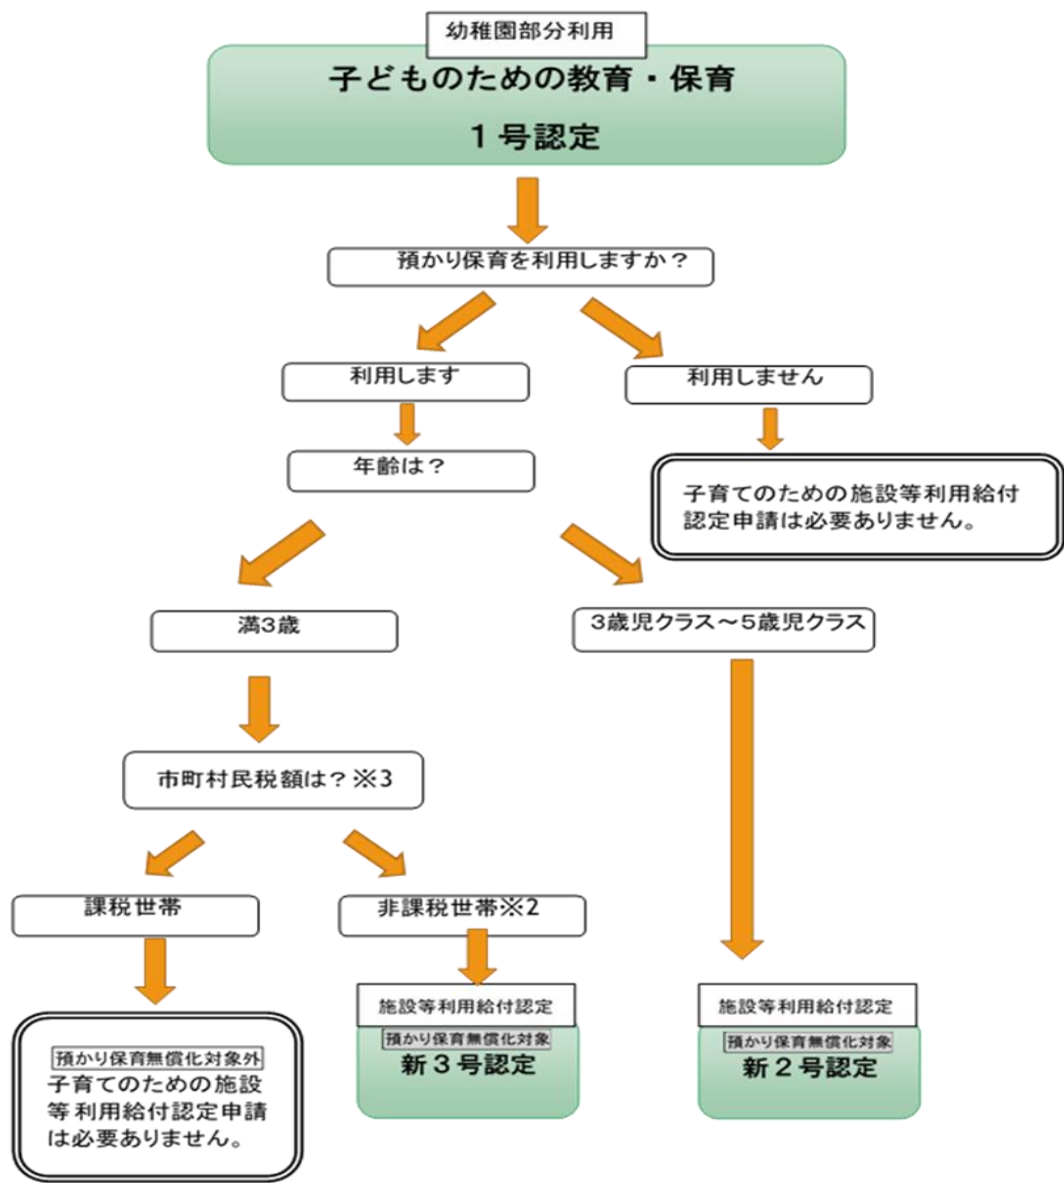 幼稚園部分利用
子どものための教育・保育
１号認定
預かり保育を利用しますか？
利用します
利用しません
年齢は？
子育てのための施設等利用給付
認定申請は必要ありません。
満３歳
３歳児クラス～５歳児クラス
市町村民税額は？※3
課税世帯
非課税世帯※2
施設等利用給付認定
預かり保育無償化対象
新３号認定
施設等利用給付認定
預かり保育無償化対象
新２号認定
預かり保育無償化対象外
子育てのための施設
等利用給付認定申請
は必要ありません。